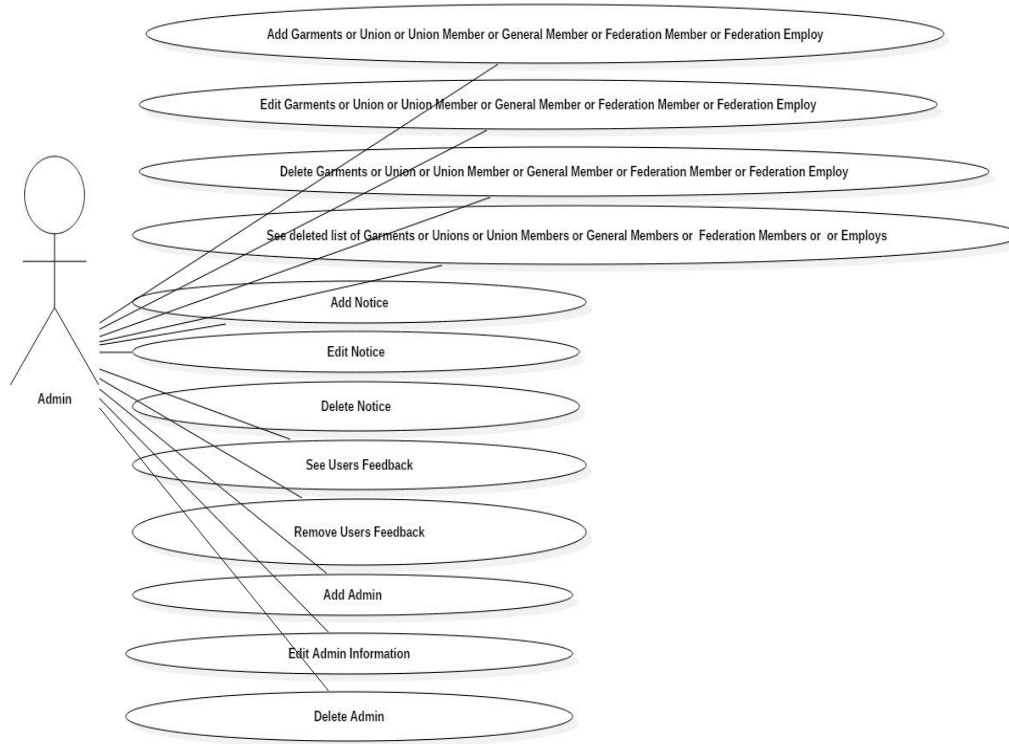 Add Garments or Union or Union Member or General Member or Federation Member or Federation Employ
Edit Garments or Union or Union Member or General Member or Federation Member or Federation Employ
Delete Garments or Union or Union Member or General Member or Federation Member or Federation Employ
See deleted list of Garments or Unions or Union Members or General Members or Federation Members or or Employs
Add Notice
Edit Notice
Admin
Delete Notice
See Users Feedback
Remove Users Feedback
Add Admin
Edit Admin Information
Delete Admin